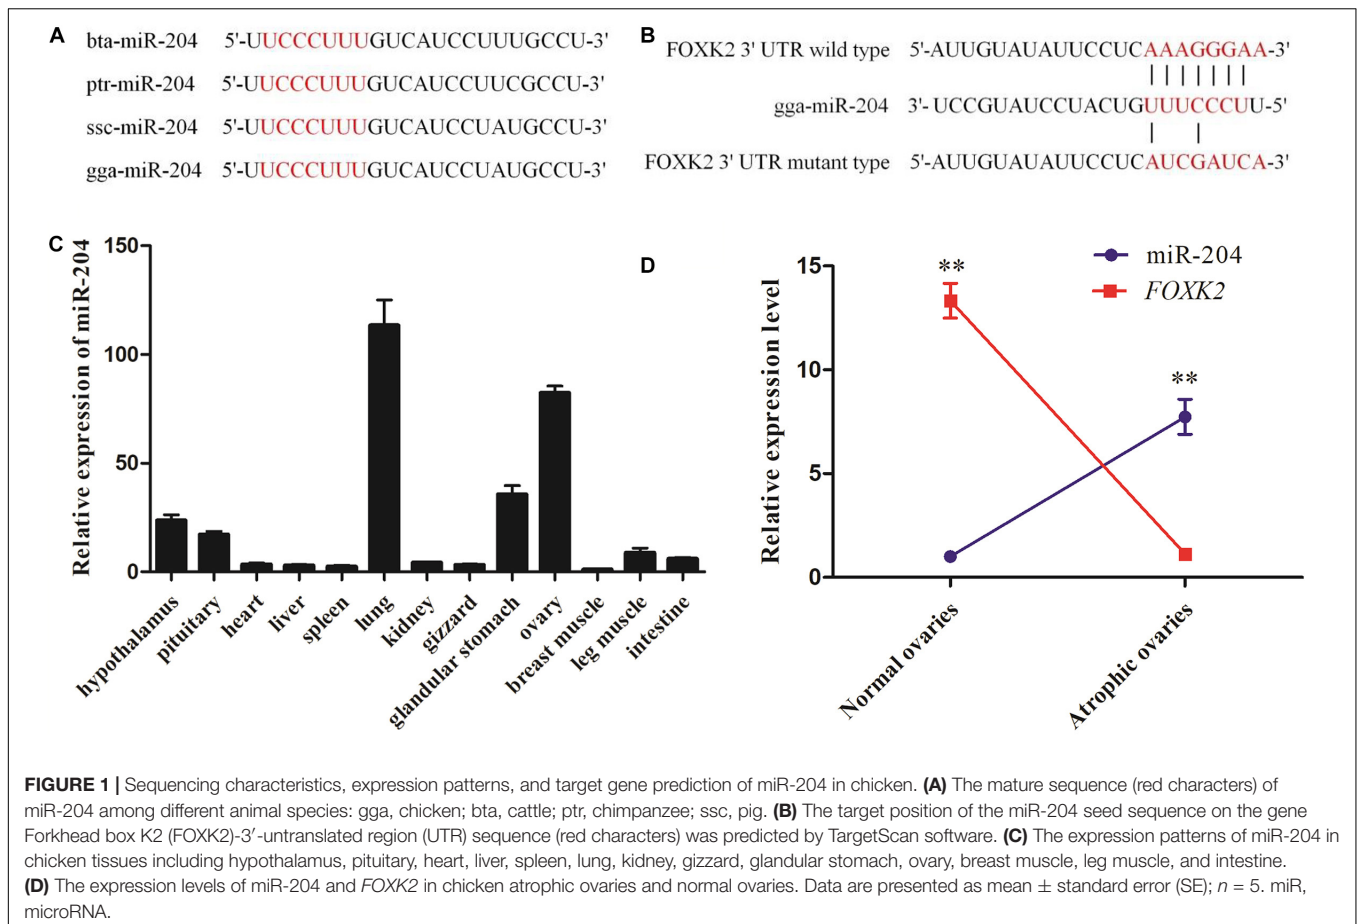 A
bta-miR-204 5'-UUCCCUUUGUCAUCCUUUGCCU-3'
ptr-miR-204 5'-UUCCCUUUGUCAUCCUUCGCCU-3'
ssc-miR-204 5'-UUCCCUUUGUCAUCCUAUGCCU-3'
gga-miR-204 5'-UUCCCUUUGUCAUCCUAUGCCU-3'
B
FOXK2 3' UTR wild type 5'-AUUGUAUAUUCCUCAAAGGGAA-3'
gga-miR-204 3'- UCCGUAUCCUACUGUUUCCCUU-5'
FOXK2 3' UTR mutant type 5'-AUUGUAUAUUCCUCAUCGAUCA-3'
C
Relative expression of miR-204
150
100
50
0
hypothalamus
pituitary
heart
liver
spleen
lung
kidney
gizzard
glandular stomach
ovary
breast muscle
leg muscle
intestine
D
Relative expression level
15
10
5
0
**
**
miR-204
FOXK2
Normal ovaries
Atrophic ovaries
FIGURE 1 | Sequencing characteristics, expression patterns, and target gene prediction of miR-204 in chicken. (A) The mature sequence (red characters) of
miR-204 among different animal species: gga, chicken; bta, cattle; ptr, chimpanzee; ssc, pig. (B) The target position of the miR-204 seed sequence on the gene
Forkhead box K2 (FOXK2)-3′-untranslated region (UTR) sequence (red characters) was predicted by TargetScan software. (C) The expression patterns of miR-204 in
chicken tissues including hypothalamus, pituitary, heart, liver, spleen, lung, kidney, gizzard, glandular stomach, ovary, breast muscle, leg muscle, and intestine.
(D) The expression levels of miR-204 and FOXK2 in chicken atrophic ovaries and normal ovaries. Data are presented as mean ± standard error (SE); n = 5. miR,
microRNA.